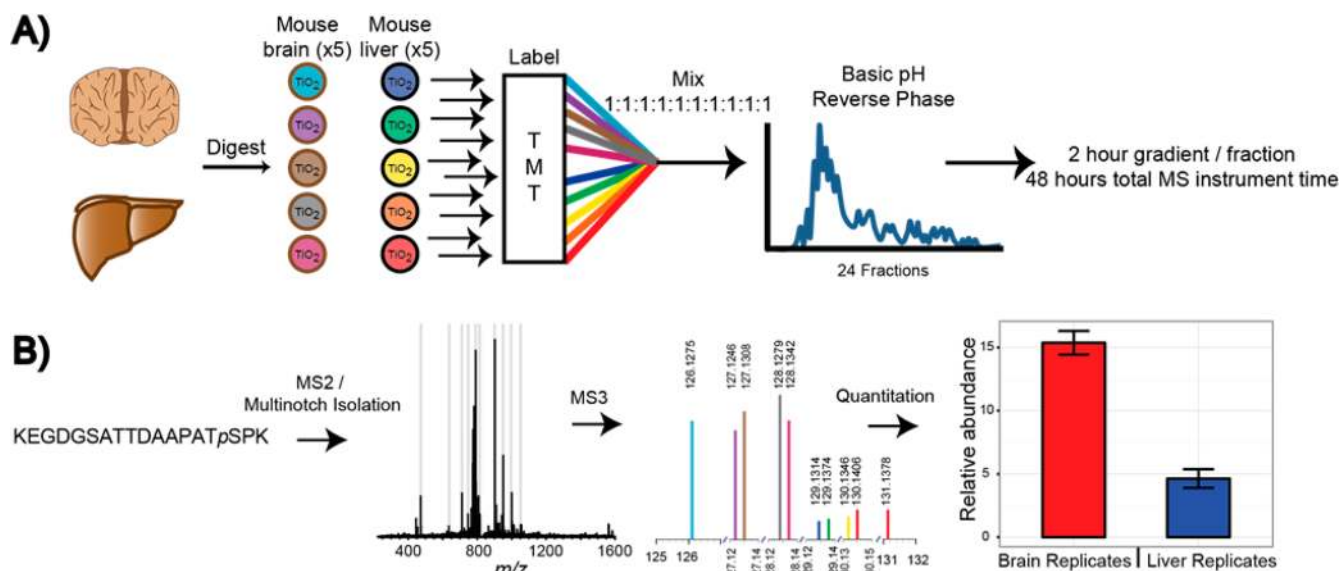 A)
Mouse
brain (x5)
Mouse
liver (x5)
Digest
TiO2
TiO2
TiO2
TiO2
TiO2
TiO2
TiO2
TiO2
TiO2
TiO2
Label
T
M
T
Mix
1:1:1:1:1:1:1:1:1:1
Basic pH
Reverse Phase
24 Fractions
2 hour gradient / fraction
48 hours total MS instrument time
B)
KEGDGSATTDAAPATpSPK
MS2 /
Multinotch Isolation
400 800 1200 1600
m/z
MS3
126.1275
127.1246
127.1308
128.1279
128.1342
129.1314
129.1374
130.1346
130.1406
131.1378
125 126
131 132
Quantitation
Relative abundance
15
10
5
0
Brain Replicates
Liver Replicates